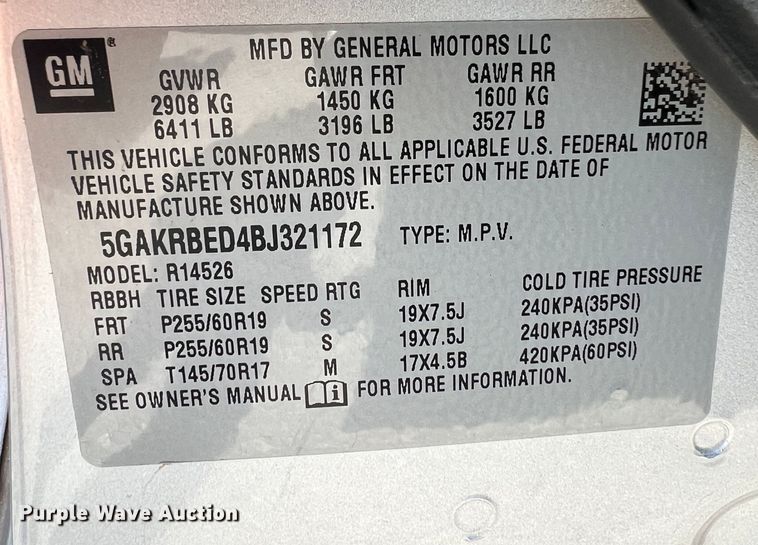 GM ®
MFD BY GENERAL MOTORS LLC
GVWR GAWR FRT GAWR RR
2908 KG 1450 KG 1600 KG
6411 LB 3196 LB 3527 LB
THIS VEHICLE CONFORMS TO ALL APPLICABLE U.S. FEDERAL MOTOR
VEHICLE SAFETY STANDARDS IN EFFECT ON THE DATE OF
MANUFACTURE SHOWN ABOVE.
5GAKRBED4BJ321172 TYPE: M.P.V.
MODEL: R14526
RBBH TIRE SIZE SPEED RTG RIM COLD TIRE PRESSURE
FRT P255/60R19 S 19X7.5J 240KPA(35PSI)
RR P255/60R19 S 19X7.5J 240KPA(35PSI)
SPA T145/70R17 M 17X4.5B 420KPA(60PSI)
SEE OWNER'S MANUAL i FOR MORE INFORMATION.
Purple Wave Auction